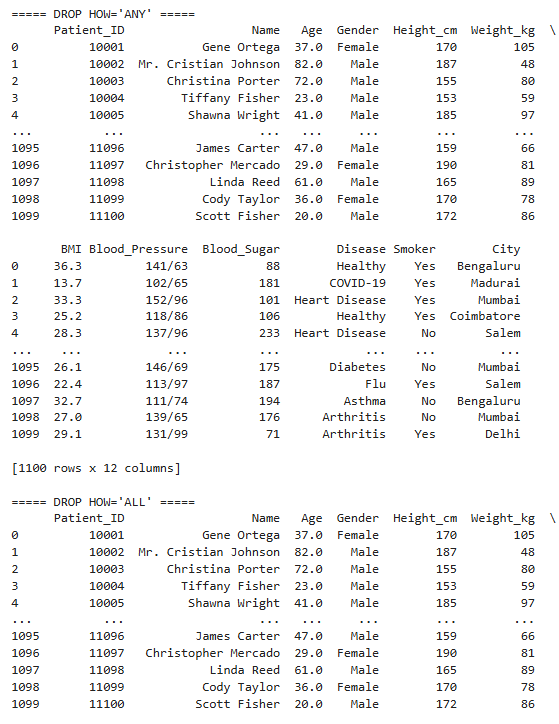 ===== DROP HOW='ANY' =====
      Patient_ID                  Name   Age  Gender  Height_cm  Weight_kg  \
0          10001           Gene Ortega  37.0  Female        170        105
1          10002  Mr. Cristian Johnson  82.0    Male        187         48
2          10003      Christina Porter  72.0    Male        155         80
3          10004        Tiffany Fisher  23.0    Male        153         59
4          10005         Shawna Wright  41.0    Male        185         97
...          ...                   ...   ...     ...        ...        ...
1095       11096          James Carter  47.0    Male        159         66
1096       11097   Christopher Mercado  29.0  Female        190         81
1097       11098            Linda Reed  61.0    Male        165         89
1098       11099           Cody Taylor  36.0  Female        170         78
1099       11100          Scott Fisher  20.0    Male        172         86
       BMI Blood_Pressure  Blood_Sugar        Disease Smoker        City
0     36.3         141/63           88        Healthy    Yes   Bengaluru
1     13.7         102/65          181       COVID-19    Yes     Madurai
2     33.3         152/96          101  Heart Disease    Yes      Mumbai
3     25.2         118/86          106        Healthy    Yes  Coimbatore
4     28.3         137/96          233  Heart Disease     No       Salem
...    ...            ...          ...            ...    ...         ...
1095  26.1         146/69          175       Diabetes     No      Mumbai
1096  22.4         113/97          187            Flu    Yes       Salem
1097  32.7         111/74          194         Asthma     No   Bengaluru
1098  27.0         139/65          176      Arthritis     No      Mumbai
1099  29.1         131/99           71      Arthritis    Yes       Delhi
[1100 rows x 12 columns]
===== DROP HOW='ALL' =====
      Patient_ID                  Name   Age  Gender  Height_cm  Weight_kg  \
0          10001           Gene Ortega  37.0  Female        170        105
1          10002  Mr. Cristian Johnson  82.0    Male        187         48
2          10003      Christina Porter  72.0    Male        155         80
3          10004        Tiffany Fisher  23.0    Male        153         59
4          10005         Shawna Wright  41.0    Male        185         97
...          ...                   ...   ...     ...        ...        ...
1095       11096          James Carter  47.0    Male        159         66
1096       11097   Christopher Mercado  29.0  Female        190         81
1097       11098            Linda Reed  61.0    Male        165         89
1098       11099           Cody Taylor  36.0  Female        170         78
1099       11100          Scott Fisher  20.0    Male        172         86